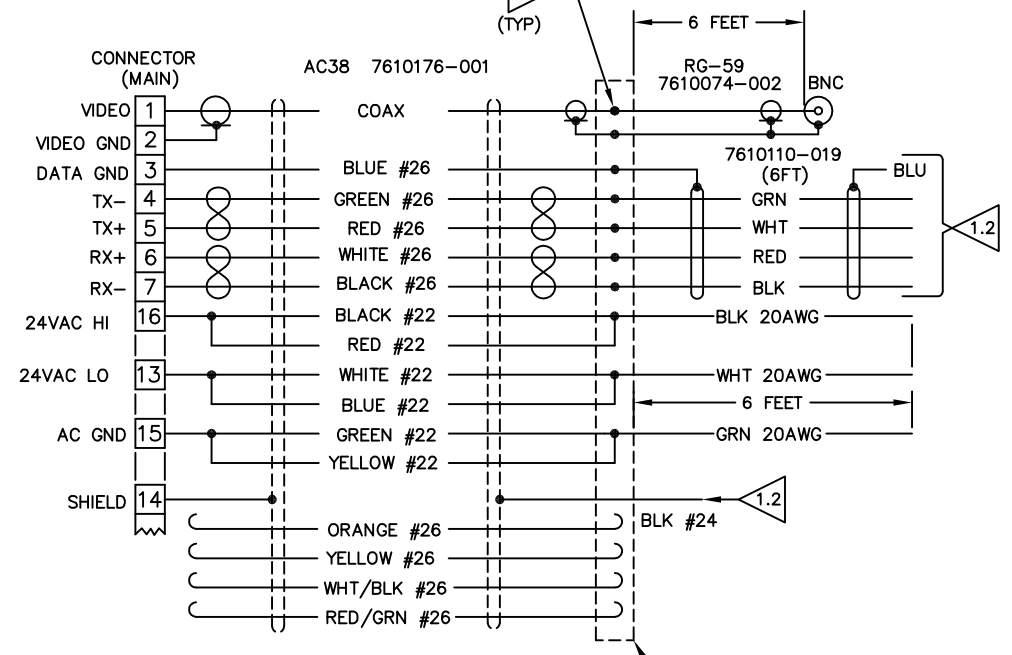 (TYP)
6 FEET
CONNECTOR
(MAIN)
AC38 7610176-001
RG-59
7610074-002
BNC
VIDEO 1 COAX
VIDEO GND 2
7610110-019
(6FT)
DATA GND 3 BLUE #26 BLU
TX- 4 GREEN #26 GRN
TX+ 5 RED #26 WHT
1.2
RX+ 6 WHITE #26 RED
RX- 7 BLACK #26 BLK
24VAC HI 16 BLACK #22 BLK 20AWG
RED #22
24VAC LO 13 WHITE #22 WHT 20AWG
BLUE #22 6 FEET
AC GND 15 GREEN #22 GRN 20AWG
YELLOW #22
SHIELD 14 1.2
BLK #24
ORANGE #26
YELLOW #26
WHT/BLK #26
RED/GRN #26